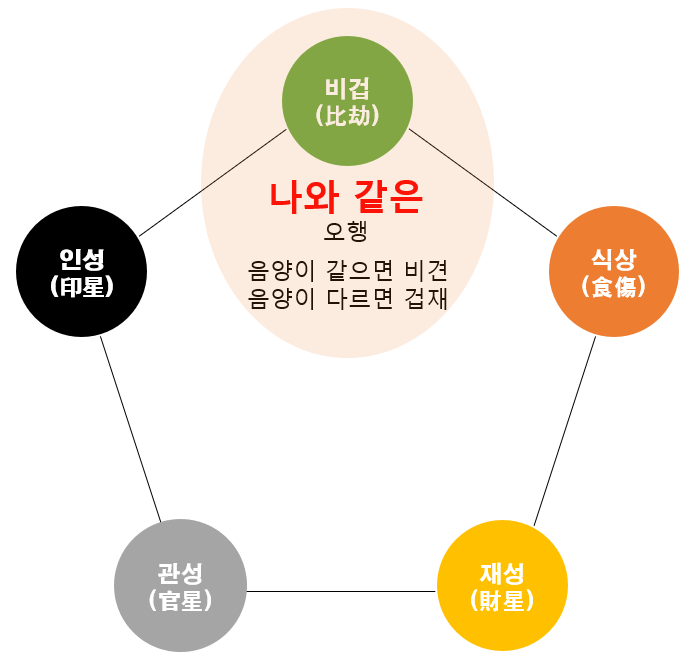 비겁
(比劫)
나와 같은
오행
음양이 같으면 비견
음양이 다르면 겁재
인성
(印星)
식상
(食傷)
관성
(官星)
재성
(財星)